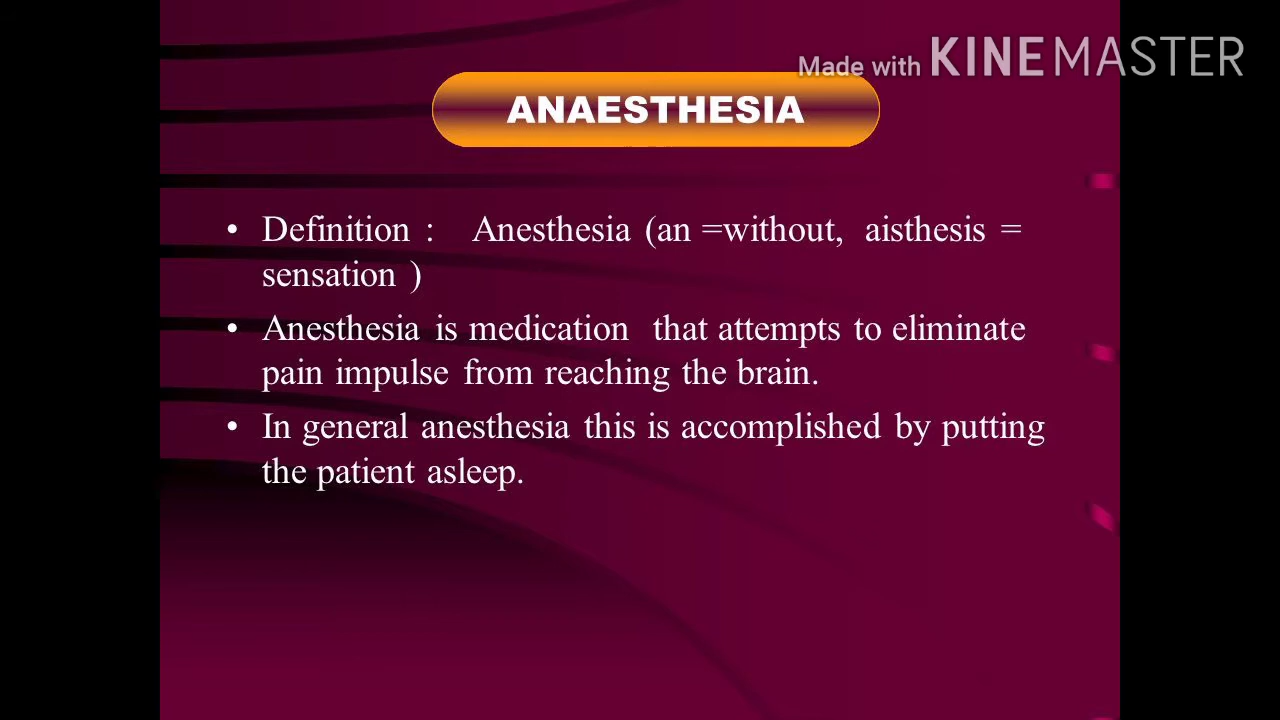 Made with KINEMASTER
ANAESTHESIA
• Definition : Anesthesia (an =without, aisthesis =
sensation )
• Anesthesia is medication that attempts to eliminate
pain impulse from reaching the brain.
• In general anesthesia this is accomplished by putting
the patient asleep.